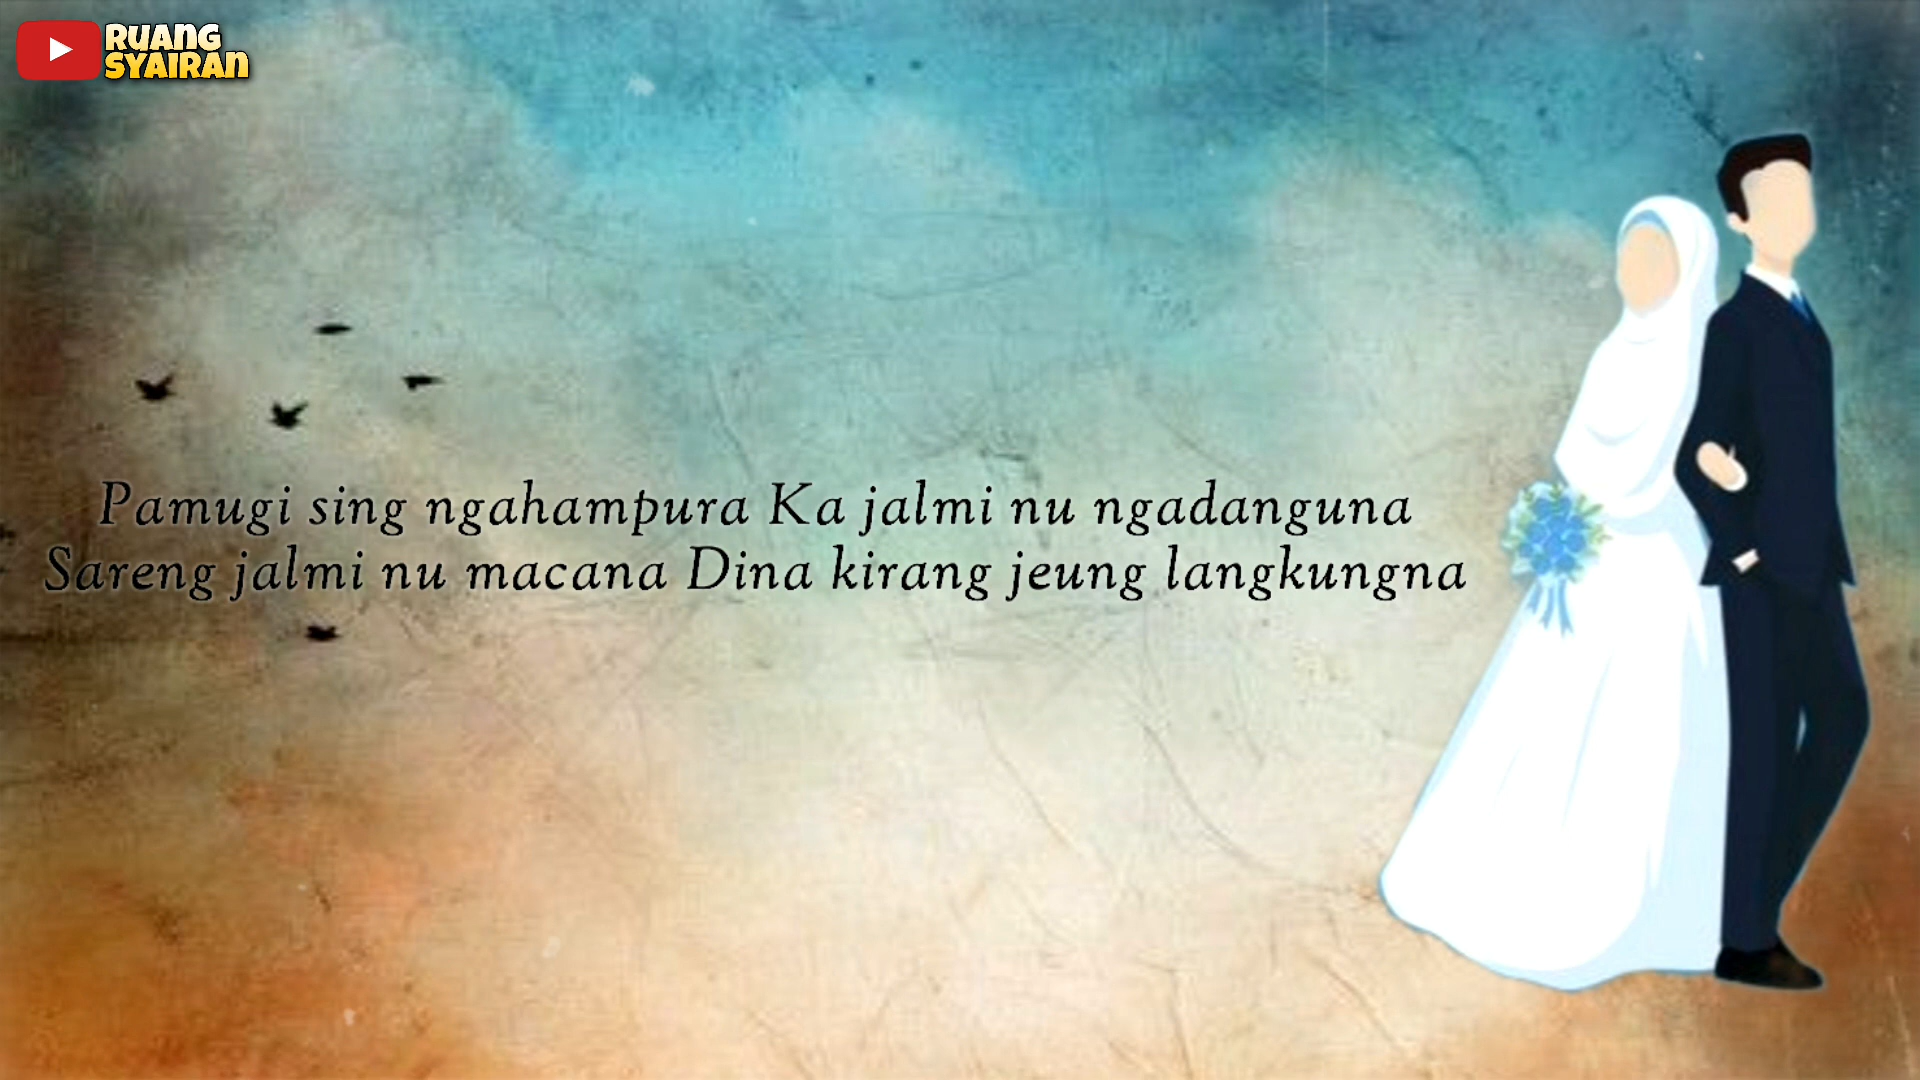 RUANG
SYAIRAN
Pamugi sing ngahampura Ka jalmi nu ngadanguna
Sareng jalmi nu macana Dina kirang jeung langkungna